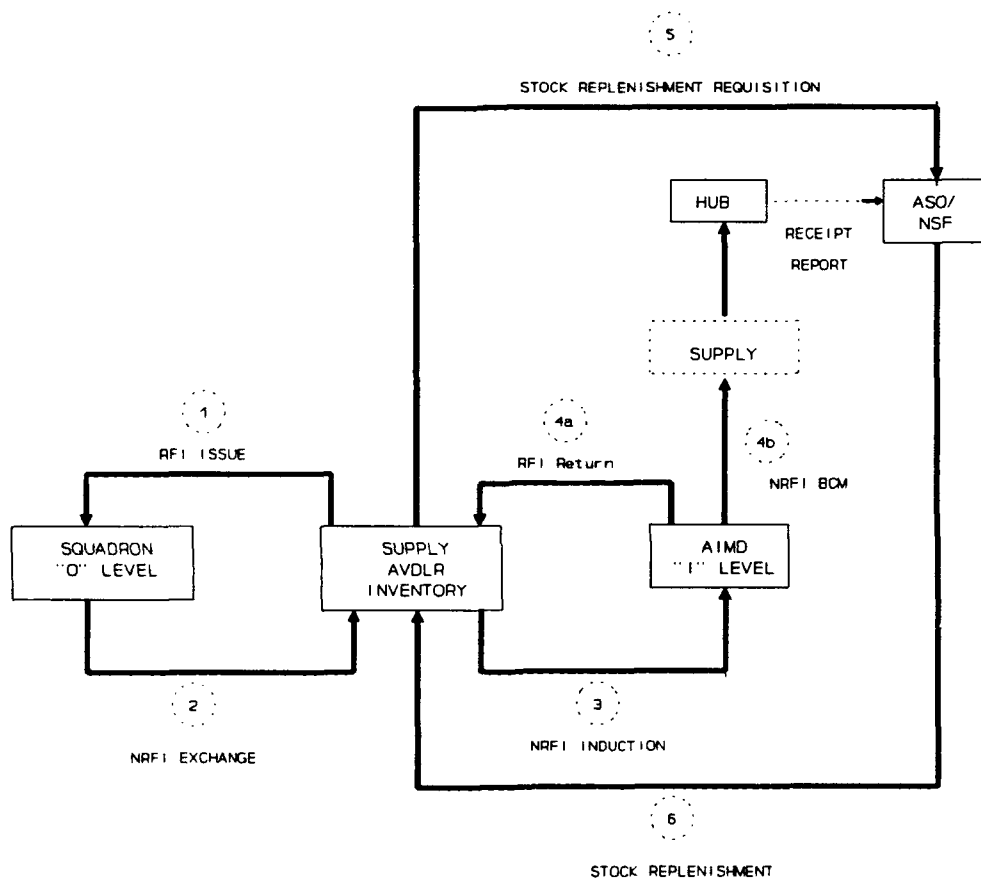 5
STOCK REPLENISHMENT REQUISITION
HUB
ASO/
NSF
RECEIPT
REPORT
SUPPLY
1
RFI ISSUE
4a
RFI Return
4b
NRFI BCM
SQUADRON
"O" LEVEL
SUPPLY
AVDLR
INVENTORY
AIMD
"I" LEVEL
2
NRFI EXCHANGE
3
NRFI INDUCTION
6
STOCK REPLENISHMENT